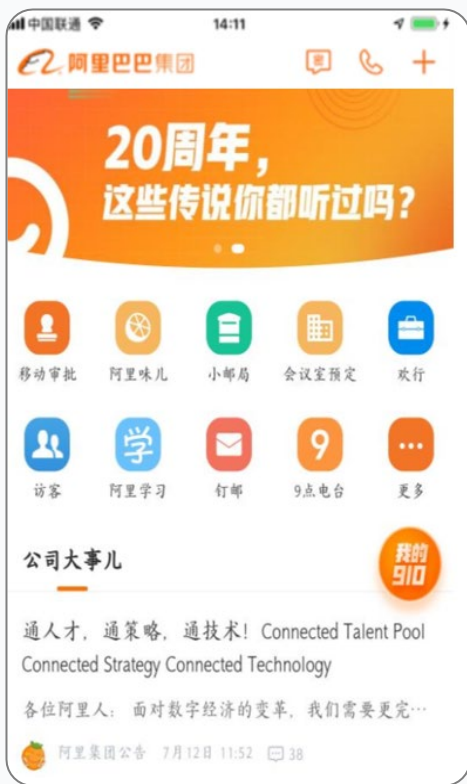 中国联通 14:11
阿里巴巴集团
20周年，
这些传说你都听过吗？
移动审批 阿里味儿 小邮局 会议室预定 欢行
学 9
访客 阿里学习 钉邮 9点电台 更多
公司大事儿
我的
910
通人才，通策略，通技术！Connected Talent Pool
Connected Strategy Connected Technology
各位阿里人： 面对数字经济的变革，我们需要更完…
阿里集团公告 7月12日 11:52 38